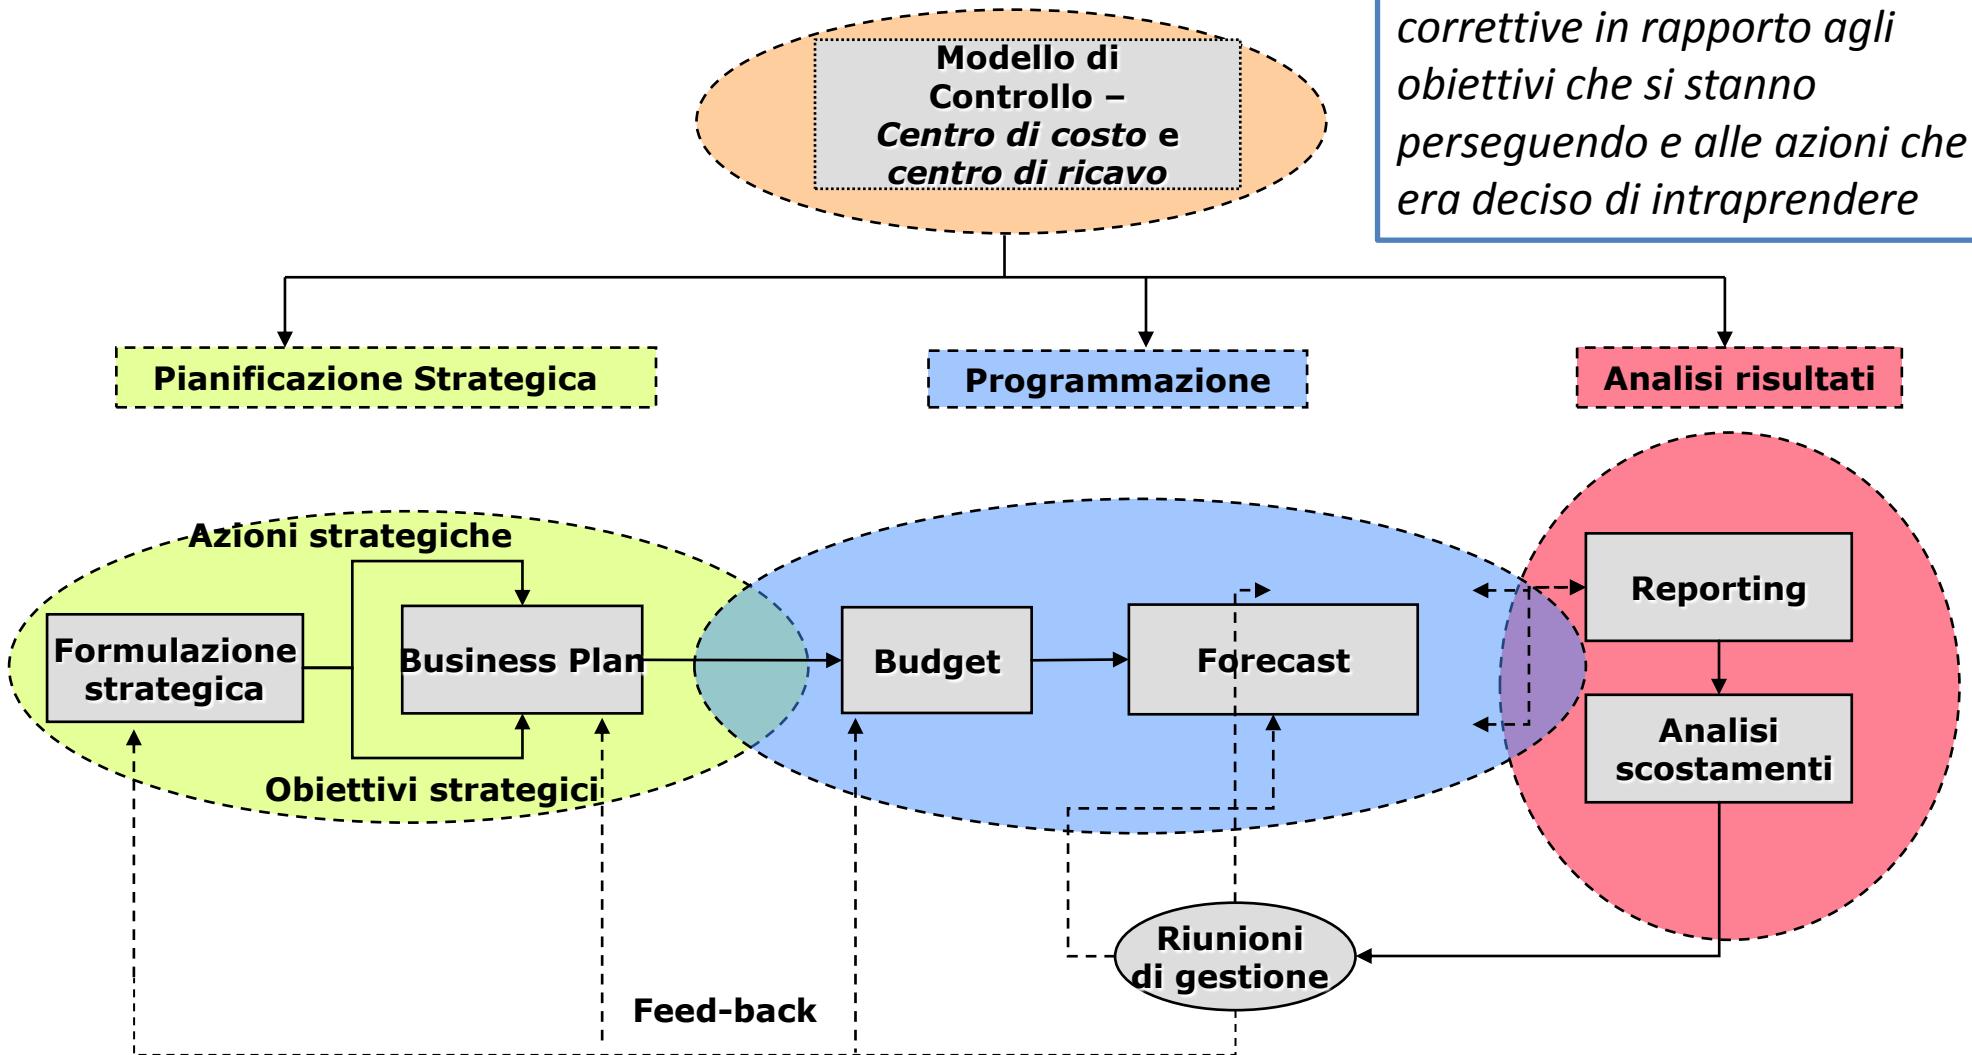 Modello di
Controllo –
Centro di costo e
centro di ricavo
correttive in rapporto agli
obiettivi che si stanno
perseguendo e alle azioni che
era deciso di intraprendere
Pianificazione Strategica
Programmazione
Analisi risultati
Azioni strategiche
Formulazione
strategica
Business Plan
Obiettivi strategici
Budget
Forecast
Reporting
Analisi
scostamenti
Riunioni
di gestione
Feed-back